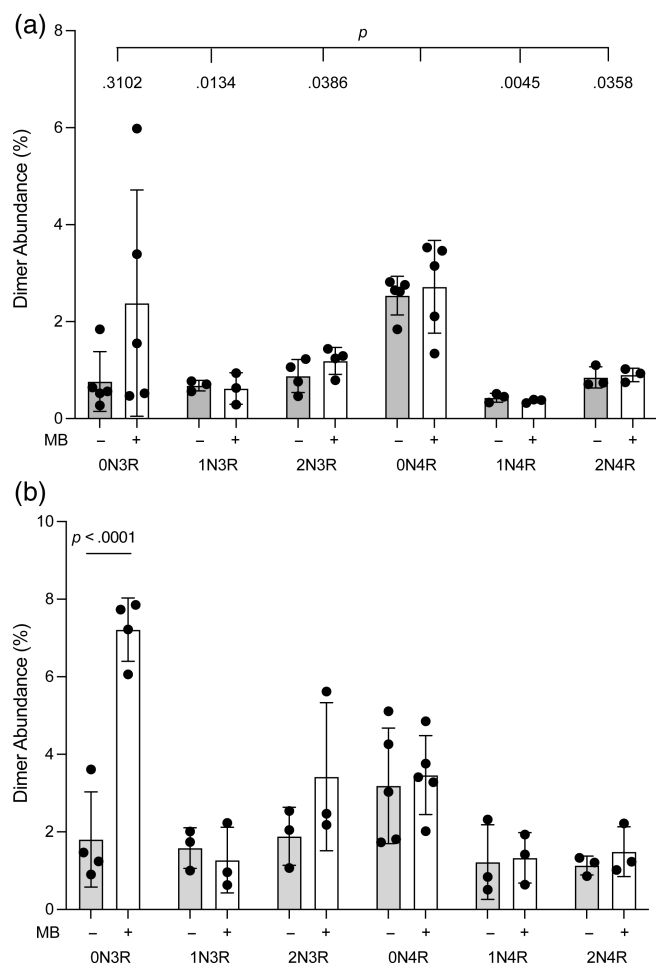 (a)
p
.3102 .0134 .0386 .0045 .0358
8
6
4
2
0
Dimer Abundance (%)
MB – + – + – + – + – + – +
0N3R 1N3R 2N3R 0N4R 1N4R 2N4R
(b)
p < .0001
10
8
6
4
2
0
Dimer Abundance (%)
MB – + – + – + – + – + – +
0N3R 1N3R 2N3R 0N4R 1N4R 2N4R